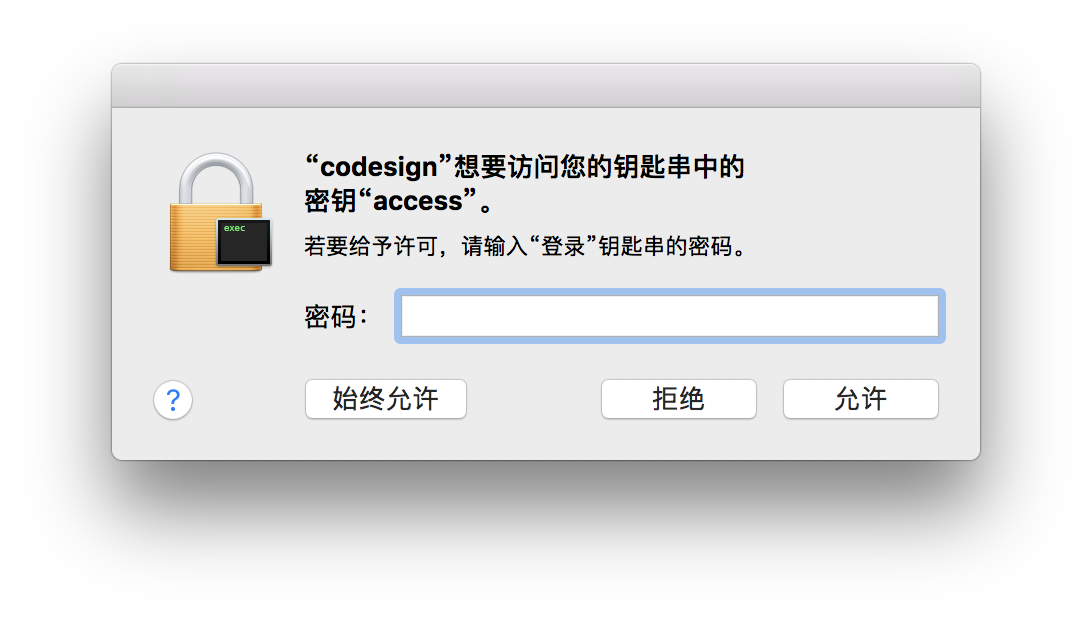 “codesign”想要访问您的钥匙串中的
密钥“access”。
exec
若要给予许可，请输入“登录”钥匙串的密码。
密码：
?
始终允许
拒绝
允许